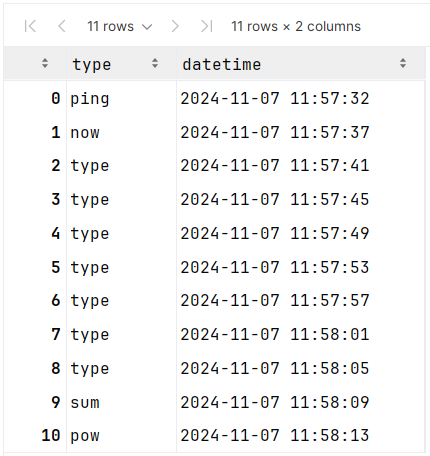 11 rows 11 rows × 2 columns
type datetime
0 ping 2024-11-07 11:57:32
1 now 2024-11-07 11:57:37
2 type 2024-11-07 11:57:41
3 type 2024-11-07 11:57:45
4 type 2024-11-07 11:57:49
5 type 2024-11-07 11:57:53
6 type 2024-11-07 11:57:57
7 type 2024-11-07 11:58:01
8 type 2024-11-07 11:58:05
9 sum 2024-11-07 11:58:09
10 pow 2024-11-07 11:58:13